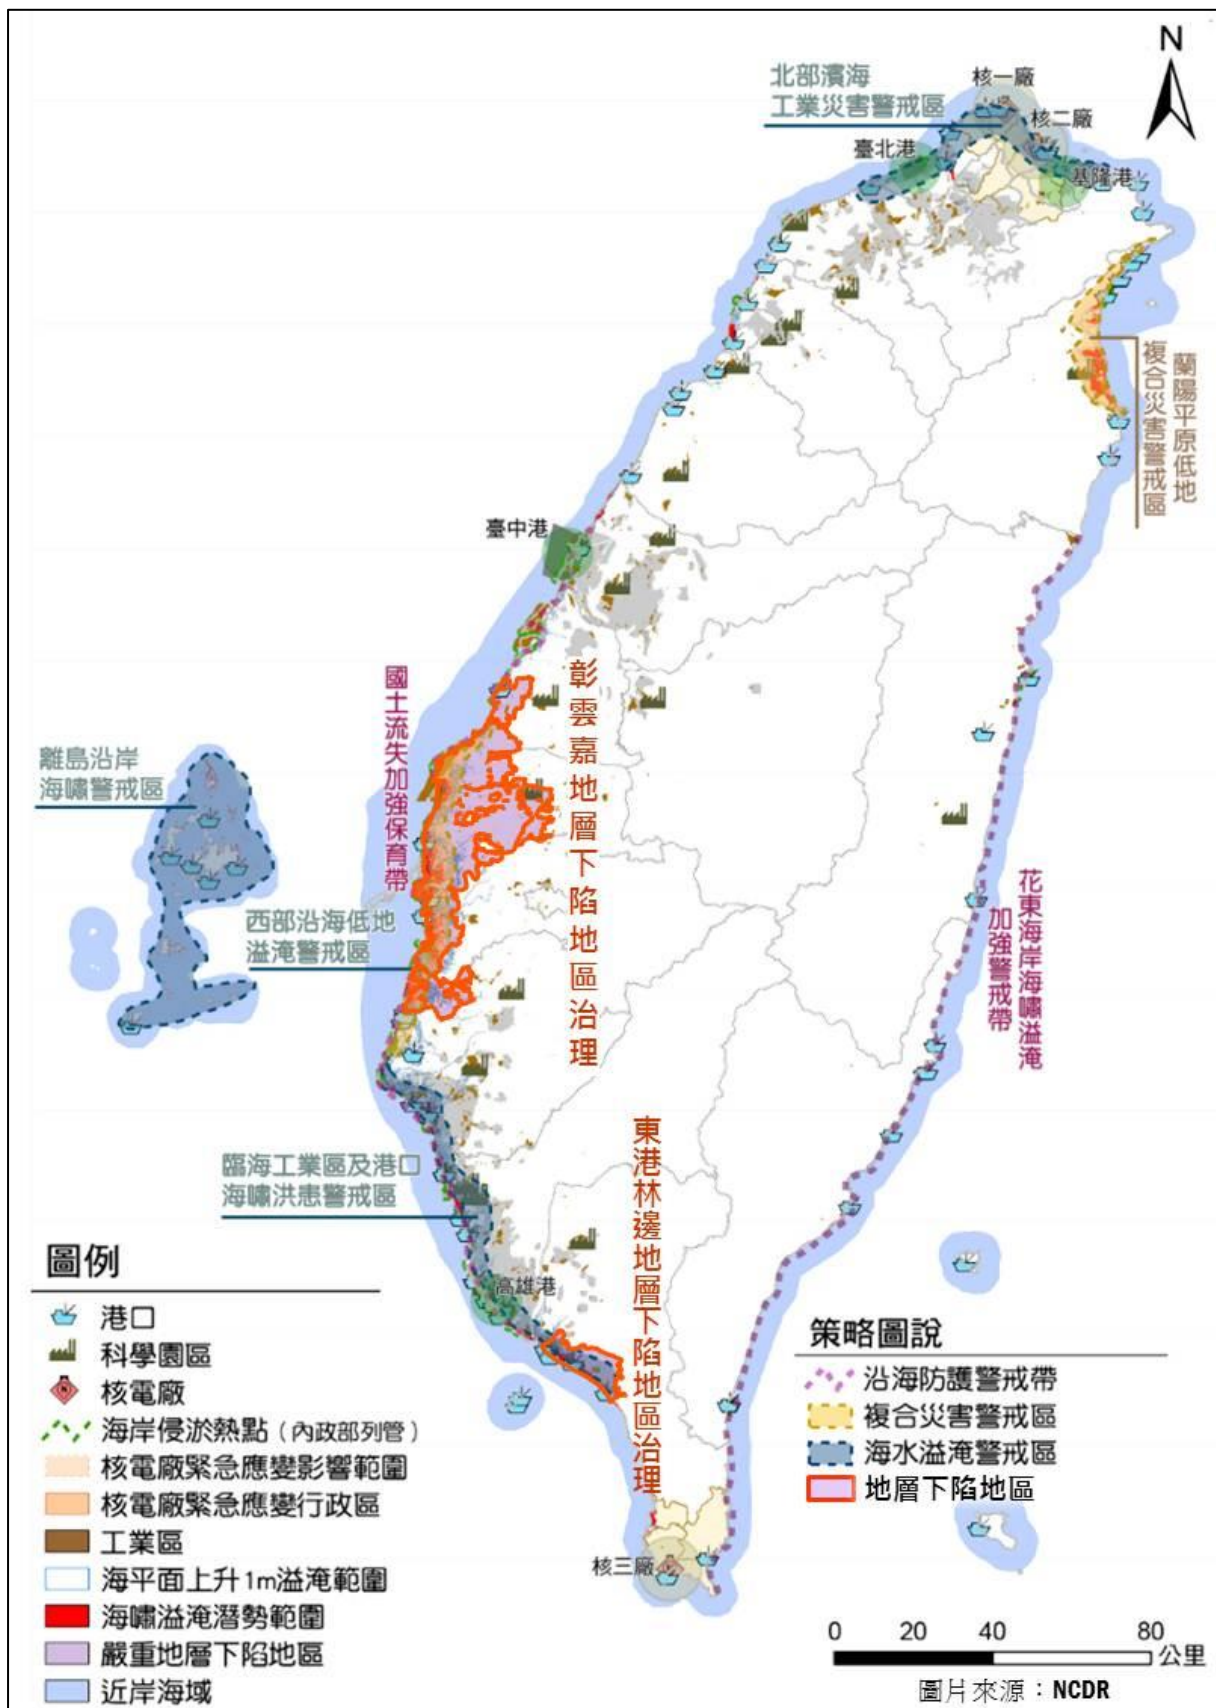 N
北部濱海
工業災害警戒區
核一廠
核二廠
臺北港
基隆港
蘭陽平原低地
複合災害警戒區
臺中港
彰雲嘉地層下陷地區治理
國土流失加強保育帶
離島沿岸
海嘯警戒區
西部沿海低地
溢淹警戒區
花東海岸海嘯溢淹
加強警戒帶
東港林邊地層下陷地區治理
臨海工業區及港口
海嘯洪患警戒區
高雄港
核三廠
圖例
港口
科學園區
核電廠
海岸侵淤熱點（內政部列管）
核電廠緊急應變影響範圍
核電廠緊急應變行政區
工業區
海平面上升1m溢淹範圍
海嘯溢淹潛勢範圍
嚴重地層下陷地區
近岸海域
策略圖說
沿海防護警戒帶
複合災害警戒區
海水溢淹警戒區
地層下陷地區
0 20 40 80
公里
圖片來源：NCDR